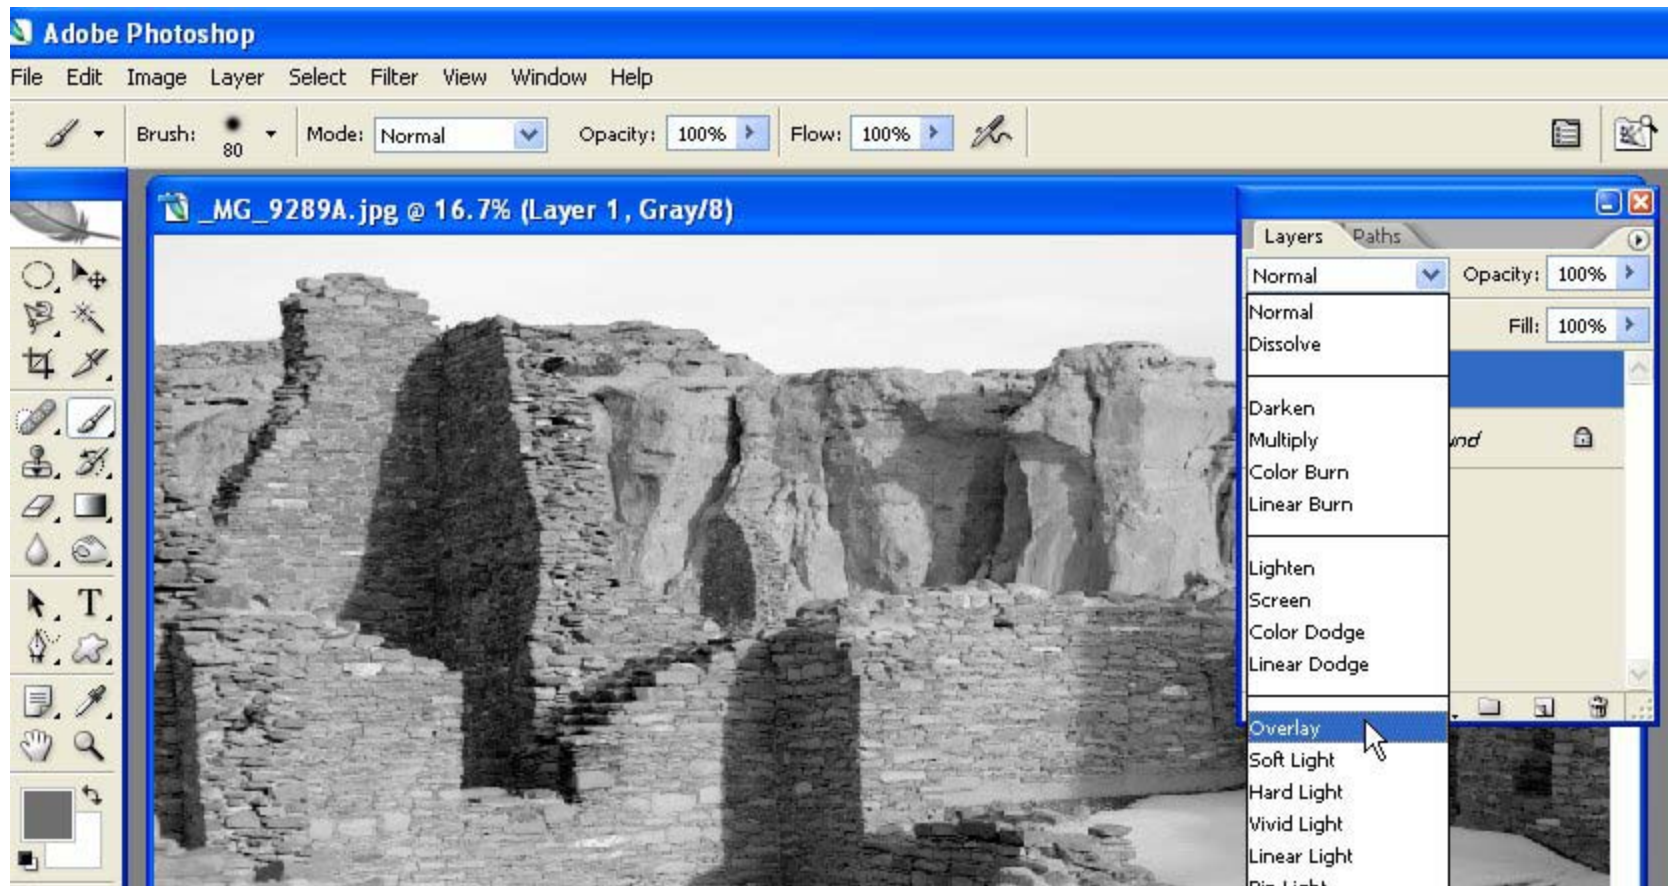 Adobe Photoshop
File Edit Image Layer Select Filter View Window Help
Brush: 80 Mode: Normal Opacity: 100% Flow: 100%
_MG_9289A.jpg @ 16.7% (Layer 1, Gray/8)
Layers Paths
Normal Opacity: 100%
Fill: 100%
Normal
Dissolve
Darken
Multiply
Color Burn
Linear Burn
Lighten
Screen
Color Dodge
Linear Dodge
Overlay
Soft Light
Hard Light
Vivid Light
Linear Light
T